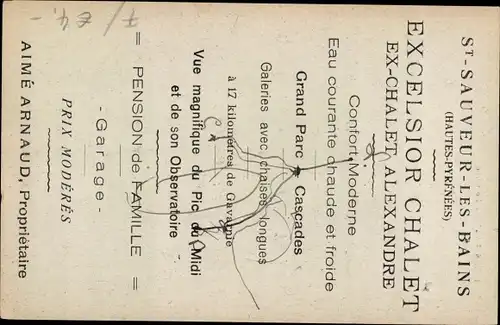 St-SAUVEUR-LES-BAINS
(HAUTES-PYRÉNÉES)
EXCELSIOR CHALET
EX-CHALET ALEXANDRE
Confort Moderne
Eau courante chaude et froide
Grand Parc ★ Cascades
Galeries avec chaises longues
à 17 kilomètres de Gavarnie
Vue magnifique du Pic du Midi
et de son Observatoire
= PENSION de FAMILLE =
- Garage -
PRIX MODÉRÉS
AIMÉ ARNAUD, Propriétaire